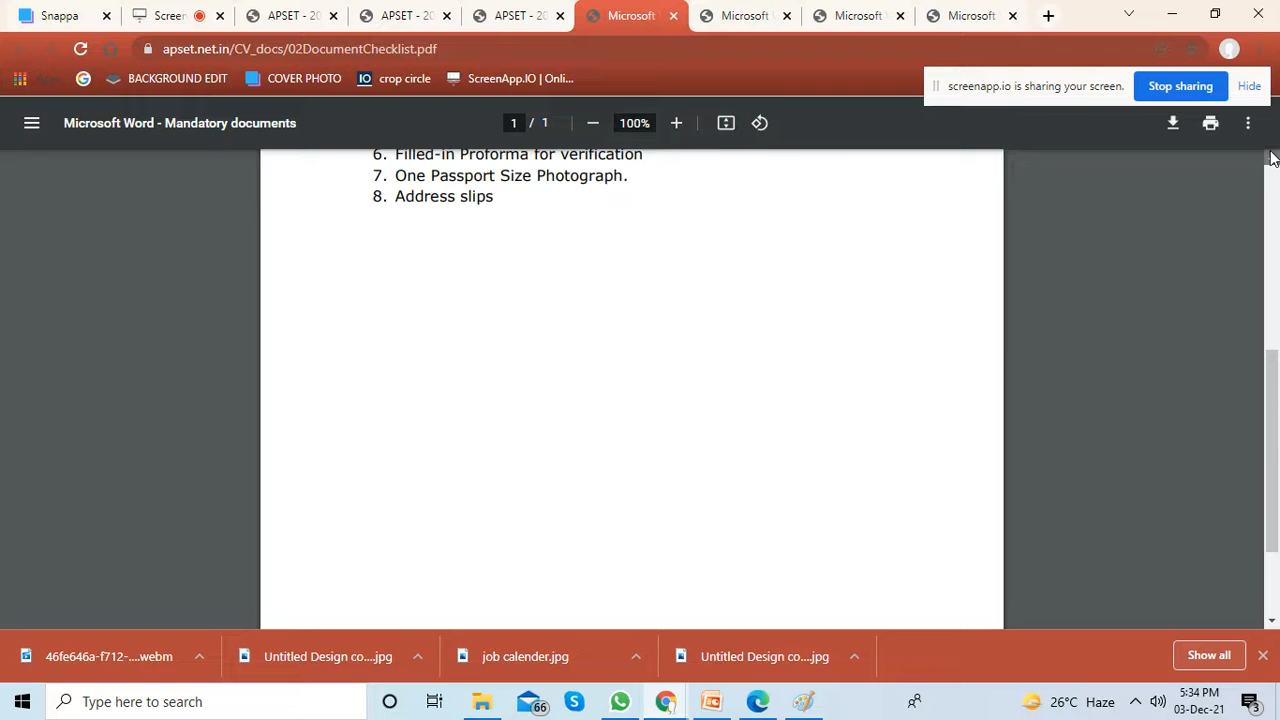 Snappa
Screen
APSET - 20
APSET - 20
APSET - 20
Microsoft
Microsoft
Microsoft
Microsoft
apset.net.in/CV_docs/02DocumentChecklist.pdf
Apps
BACKGROUND EDIT
COVER PHOTO
IO crop circle
ScreenApp.IO | Onli...
screenapp.io is sharing your screen.
Stop sharing
Hide
Microsoft Word - Mandatory documents
1 / 1
100%
6. Filled-in Proforma for verification
7. One Passport Size Photograph.
8. Address slips
46fe646a-f712-....webm
Untitled Design co....jpg
job calender.jpg
Untitled Design co....jpg
Show all
Type here to search
66
26°C Haze
5:34 PM
03-Dec-21
3